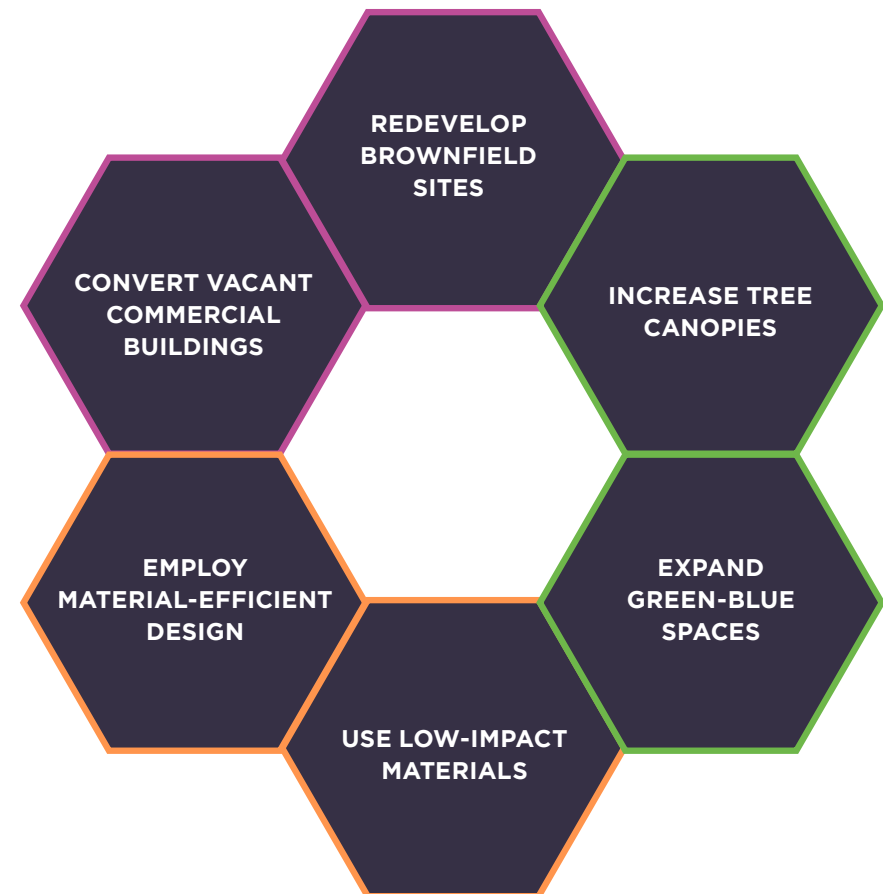 REDEVELOP
BROWNFIELD
SITES
INCREASE TREE
CANOPIES
EXPAND
GREEN-BLUE
SPACES
USE LOW-IMPACT
MATERIALS
EMPLOY
MATERIAL-EFFICIENT
DESIGN
CONVERT VACANT
COMMERCIAL
BUILDINGS